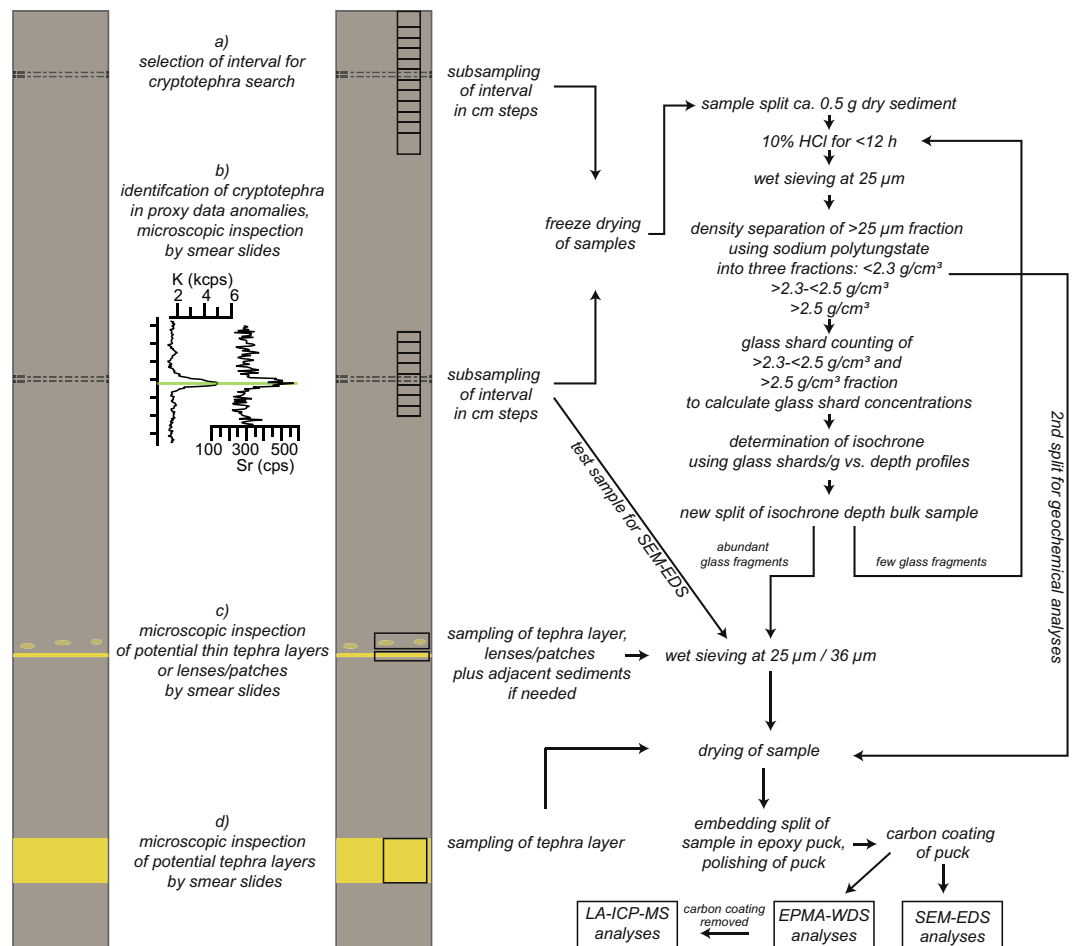 a)
selection of interval for
cryptotephra search
b)
identifcation of cryptotephra
in proxy data anomalies,
microscopic inspection
by smear slides
K (kcps)
2 4 6
100 300 500
Sr (cps)
c)
microscopic inspection
of potential thin tephra layers
or lenses/patches
by smear slides
d)
microscopic inspection
of potential tephra layers
by smear slides
subsampling
of interval
in cm steps
subsampling
of interval
in cm steps
test sample for SEM-EDS
sampling of tephra layer,
lenses/patches
plus adjacent sediments
if needed
sampling of tephra layer
freeze drying
of samples
sample split ca. 0.5 g dry sediment
10% HCl for <12 h
wet sieving at 25 µm
density separation of >25 µm fraction
using sodium polytungstate
into three fractions: <2.3 g/cm³
>2.3-<2.5 g/cm³
>2.5 g/cm³
glass shard counting of
>2.3-<2.5 g/cm³ and
>2.5 g/cm³ fraction
to calculate glass shard concentrations
determination of isochrone
using glass shards/g vs. depth profiles
new split of isochrone depth bulk sample
abundant
glass fragments
few glass fragments
2nd split for geochemical analyses
wet sieving at 25 µm / 36 µm
drying of sample
embedding split of
sample in epoxy puck,
polishing of puck
carbon coating
of puck
LA-ICP-MS
analyses
carbon coating
removed
EPMA-WDS
analyses
SEM-EDS
analyses